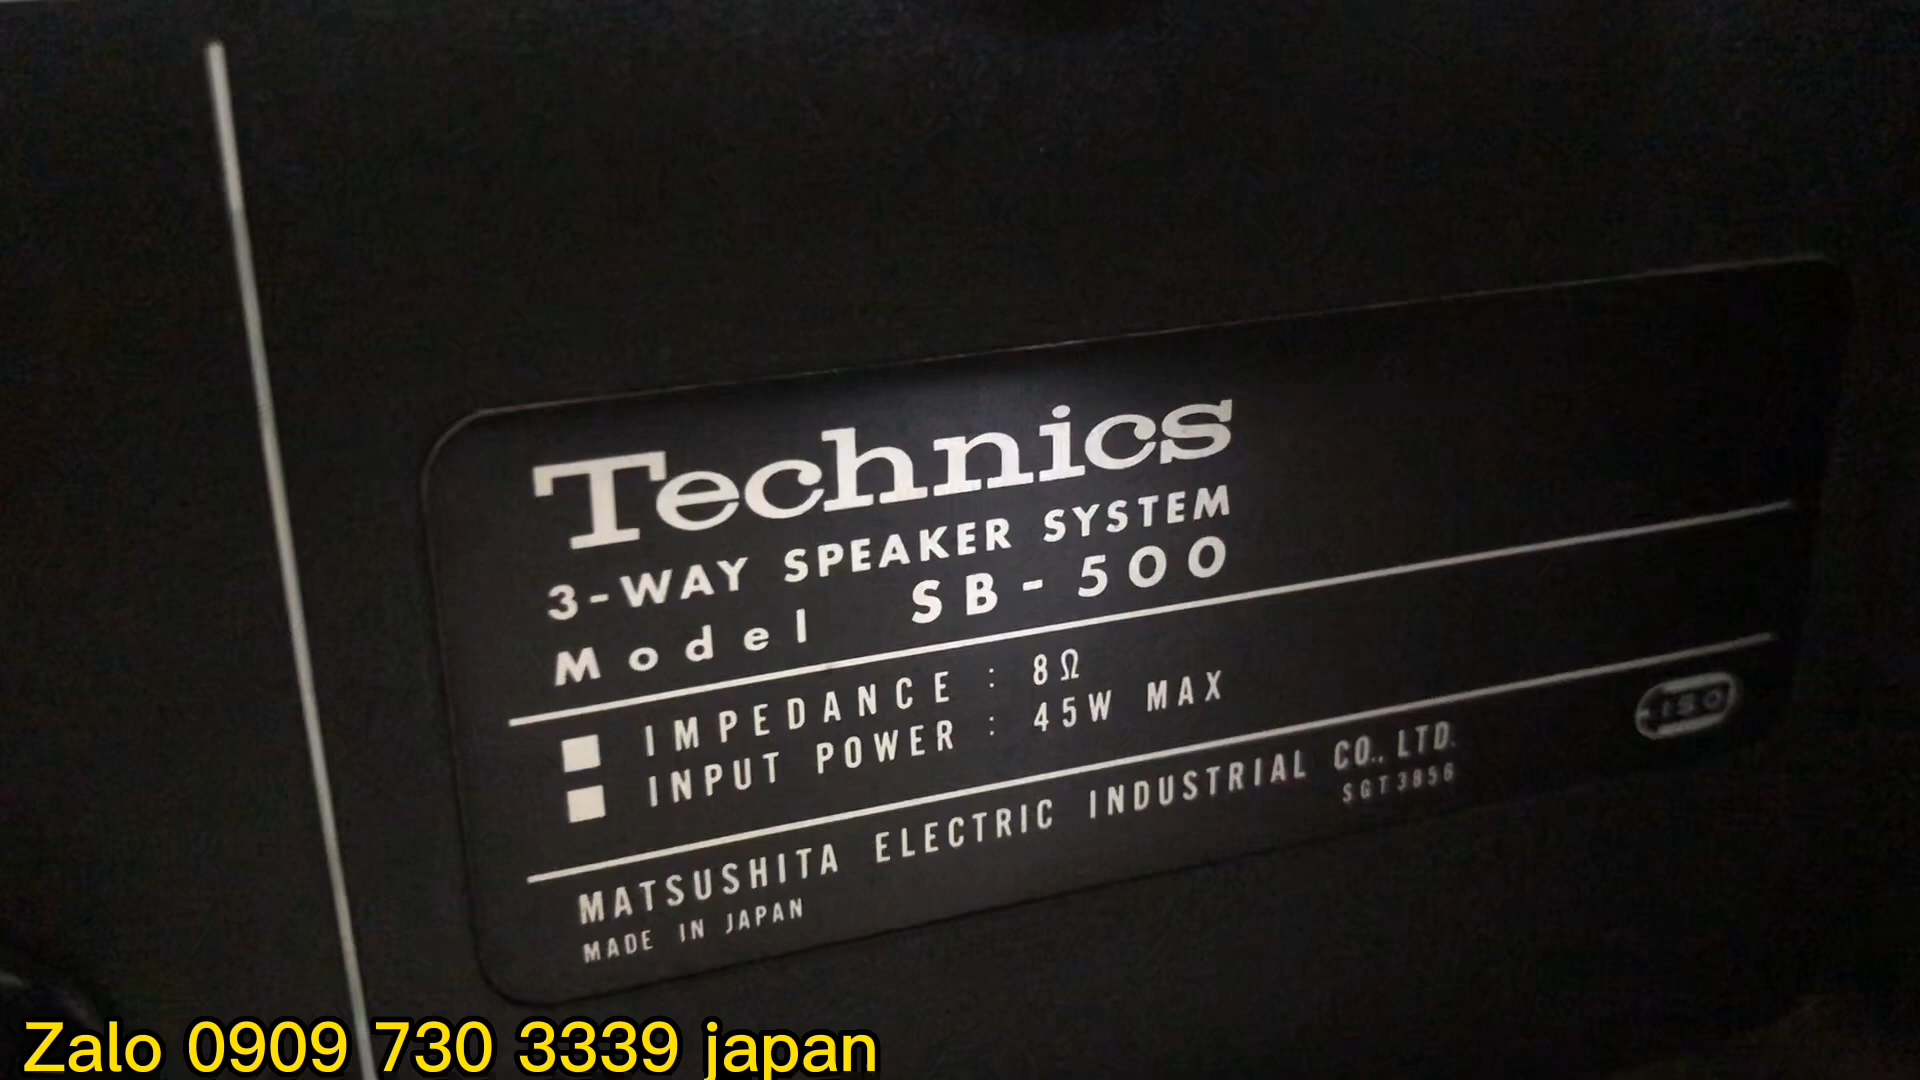 Technics
3-WAY SPEAKER SYSTEM
Model SB-500
IMPEDANCE : 8Ω
INPUT POWER : 45W MAX
MATSUSHITA ELECTRIC INDUSTRIAL CO., LTD.
MADE IN JAPAN
SGT3856
Zalo 0909 730 3339 japan